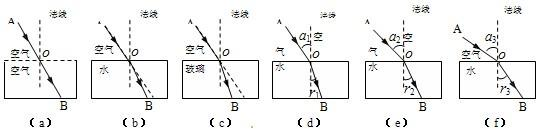 法线 法线 法线 法线 法线 法线
A A A A A A
空气 空气 空气 气 空 空气 空 空气
a₁ a₂ a₃
O O O O O O
空气 水 玻璃 水 水 水
r₁ r₂ r₃
B B B B B B
(a) (b) (c) (d) (e) (f)